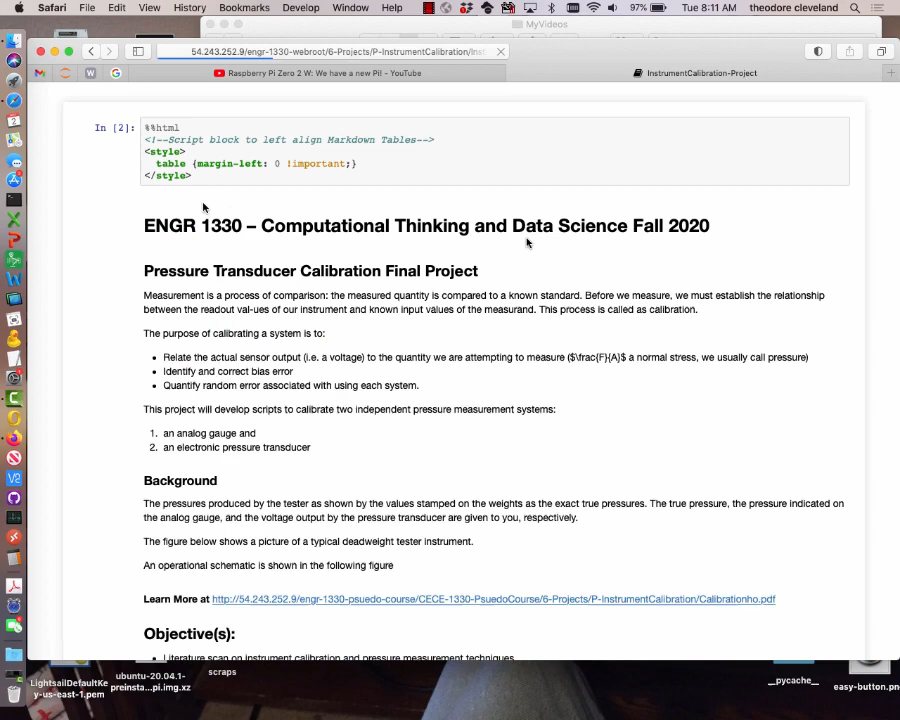 Safari File Edit View History Bookmarks Develop Window Help 97% Tue 8:11 AM theodore cleveland
MyVideos
54.243.252.9/engr-1330-webroot/6-Projects/P-InstrumentCalibration/Inst
Raspberry Pi Zero 2 W: We have a new Pi! - YouTube
InstrumentCalibration-Project
In [2]: %%html
<!--Script block to left align Markdown Tables-->
<style>
table {margin-left: 0 !important;}
</style>
ENGR 1330 – Computational Thinking and Data Science Fall 2020
Pressure Transducer Calibration Final Project
Measurement is a process of comparison: the measured quantity is compared to a known standard. Before we measure, we must establish the relationship
between the readout val-ues of our instrument and known input values of the measurand. This process is called as calibration.
The purpose of calibrating a system is to:
• Relate the actual sensor output (i.e. a voltage) to the quantity we are attempting to measure ($\frac{F}{A}$ a normal stress, we usually call pressure)
• Identify and correct bias error
• Quantify random error associated with using each system.
This project will develop scripts to calibrate two independent pressure measurement systems:
1. an analog gauge and
2. an electronic pressure transducer
Background
The pressures produced by the tester as shown by the values stamped on the weights as the exact true pressures. The true pressure, the pressure indicated on
the analog gauge, and the voltage output by the pressure transducer are given to you, respectively.
The figure below shows a picture of a typical deadweight tester instrument.
An operational schematic is shown in the following figure
Learn More at http://54.243.252.9/engr-1330-psuedo-course/CECE-1330-PsuedoCourse/6-Projects/P-InstrumentCalibration/Calibrationho.pdf
Objective(s):
• Literature scan on instrument calibration and pressure measurement techniques
LightsailDefaultKe
y-us-east-1.pem
ubuntu-20.04.1-
preinsta...pi.img.xz
scraps
__pycache__
easy-button.pn